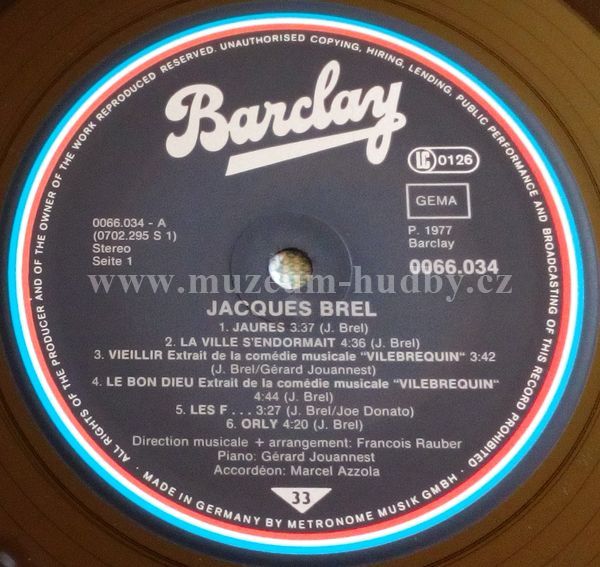 ALL RIGHTS OF THE PRODUCER AND OF THE OWNER OF THE WORK REPRODUCED RESERVED. UNAUTHORISED COPYING, HIRING, LENDING, PUBLIC PERFORMANCE AND BROADCASTING OF THIS RECORD PROHIBITED
Barclay
LC 0126
GEMA
0066.034 - A
(0702.295 S 1)
Stereo
Seite 1
P. 1977
Barclay
0066.034
www.muzeum-hudby.cz
JACQUES BREL
1. JAURES 3:37 (J. Brel)
2. LA VILLE S'ENDORMAIT 4:36 (J. Brel)
3. VIEILLIR Extrait de la comédie musicale "VILEBREQUIN" 3:42
(J. Brel/Gérard Jouannest)
4. LE BON DIEU Extrait de la comédie musicale "VILEBREQUIN"
4:44 (J. Brel)
5. LES F . . . 3:27 (J. Brel/Joe Donato)
6. ORLY 4:20 (J. Brel)
Direction musicale + arrangement: Francois Rauber
Piano: Gérard Jouannest
Accordéon: Marcel Azzola
33
MADE IN GERMANY BY METRONOME MUSIK GMBH